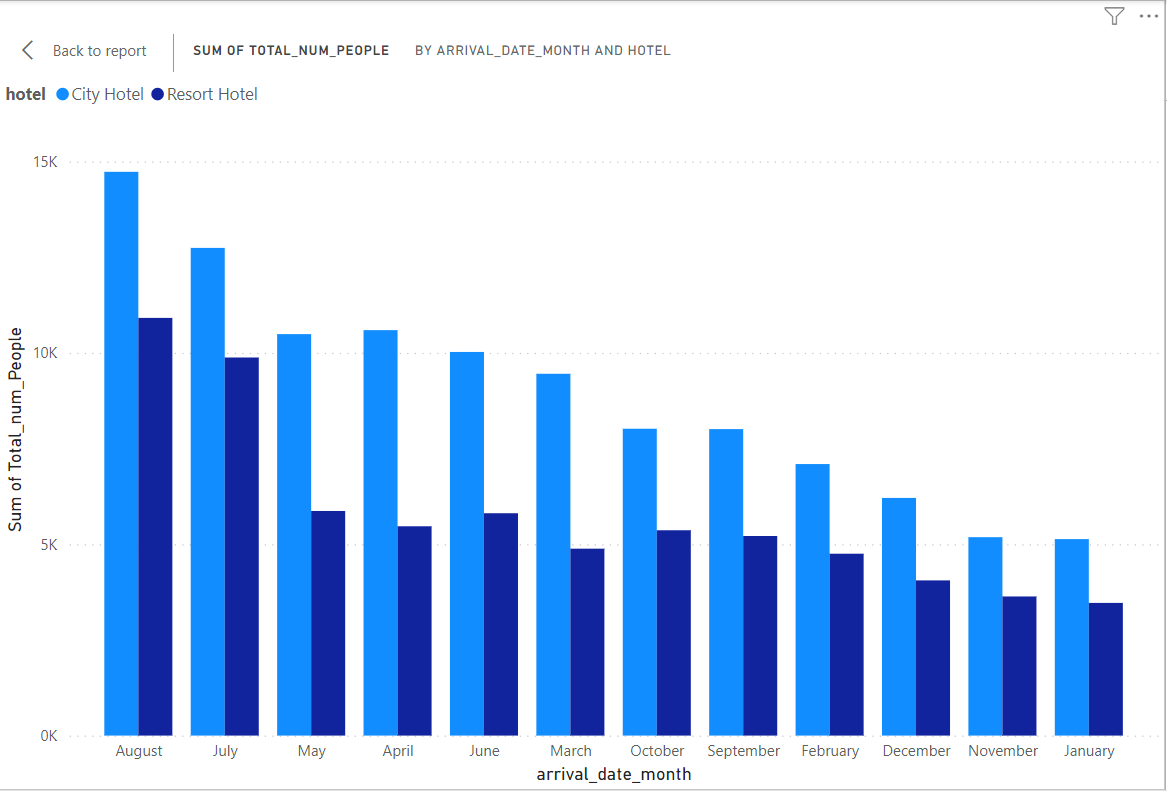 Back to report SUM OF TOTAL_NUM_PEOPLE BY ARRIVAL_DATE_MONTH AND HOTEL
hotel City Hotel Resort Hotel
15K
10K
5K
0K
Sum of Total_num_People
August July May April June March October September February December November January
arrival_date_month